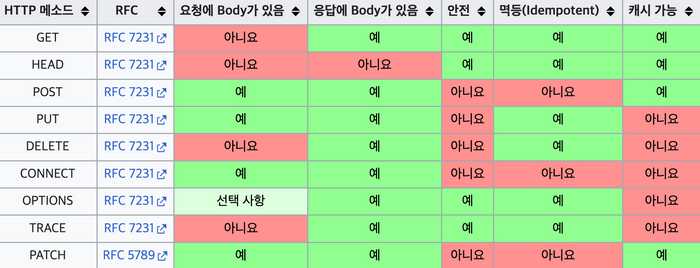 HTTP 메소드 RFC 요청에 Body가 있음 응답에 Body가 있음 안전 멱등(Idempotent) 캐시 가능
GET RFC 7231 아니요 예 예 예 예
HEAD RFC 7231 아니요 아니요 예 예 예
POST RFC 7231 예 예 아니요 아니요 예
PUT RFC 7231 예 예 아니요 예 아니요
DELETE RFC 7231 아니요 예 아니요 예 아니요
CONNECT RFC 7231 예 예 아니요 아니요 아니요
OPTIONS RFC 7231 선택 사항 예 예 예 아니요
TRACE RFC 7231 아니요 예 예 예 아니요
PATCH RFC 5789 예 예 아니요 아니요 예